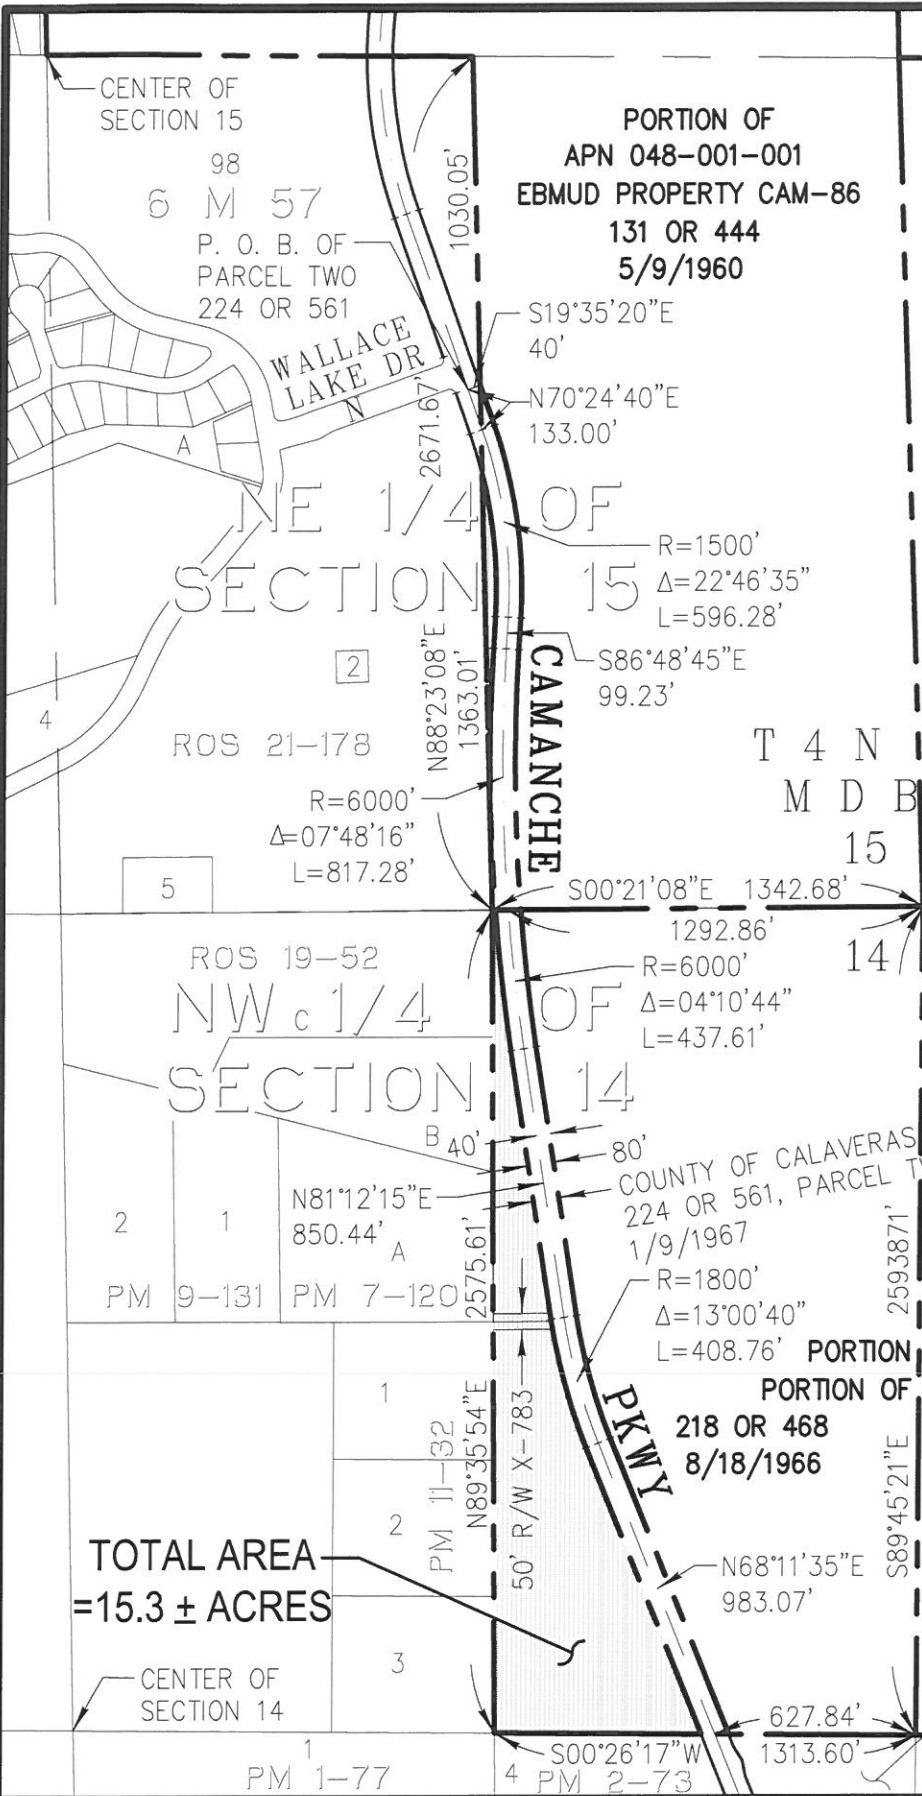 CENTER OF
SECTION 15
98
6 M 57
P. O. B. OF
PARCEL TWO
224 OR 561
1030.05'
PORTION OF
APN 048-001-001
EBMUD PROPERTY CAM-86
131 OR 444
5/9/1960
S19°35'20"E
40'
WALLACE
LAKE DR
N
N70°24'40"E
133.00'
2671.67'
A
NE 1/4 OF
SECTION 15
R=1500'
Δ=22°46'35"
L=596.28'
S86°48'45"E
99.23'
N88°23'08"E
1363.01'
2
4
ROS 21-178
CAMANCHE
T 4 N
M D B
15
R=6000'
Δ=07°48'16"
L=817.28'
5
S00°21'08"E 1342.68'
1292.86'
14
ROS 19-52
NW 1/4 OF
C
SECTION 14
R=6000'
Δ=04°10'44"
L=437.61'
B
40'
80'
COUNTY OF CALAVERAS
224 OR 561, PARCEL
1/9/1967
N81°12'15"E
850.44'
A
2
1
PM 9-131
PM 7-120
2575.61'
2593871'
R=1800'
Δ=13°00'40"
L=408.76'
PORTION
PORTION OF
218 OR 468
8/18/1966
PKWY
1
2
3
PM 11-32
N89°35'54"E
50' R/W X-783
S89°45'21"E
TOTAL AREA
=15.3 ± ACRES
N68°11'35"E
983.07'
CENTER OF
SECTION 14
627.84'
S00°26'17"W 1313.60'
1
PM 1-77
4
PM 2-73